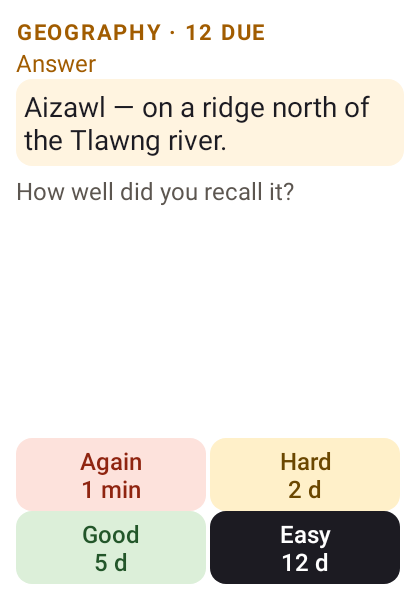 GEOGRAPHY · 12 DUE
Answer
Aizawl — on a ridge north of
the Tlawng river.
How well did you recall it?
Again
1 min
Hard
2 d
Good
5 d
Easy
12 d